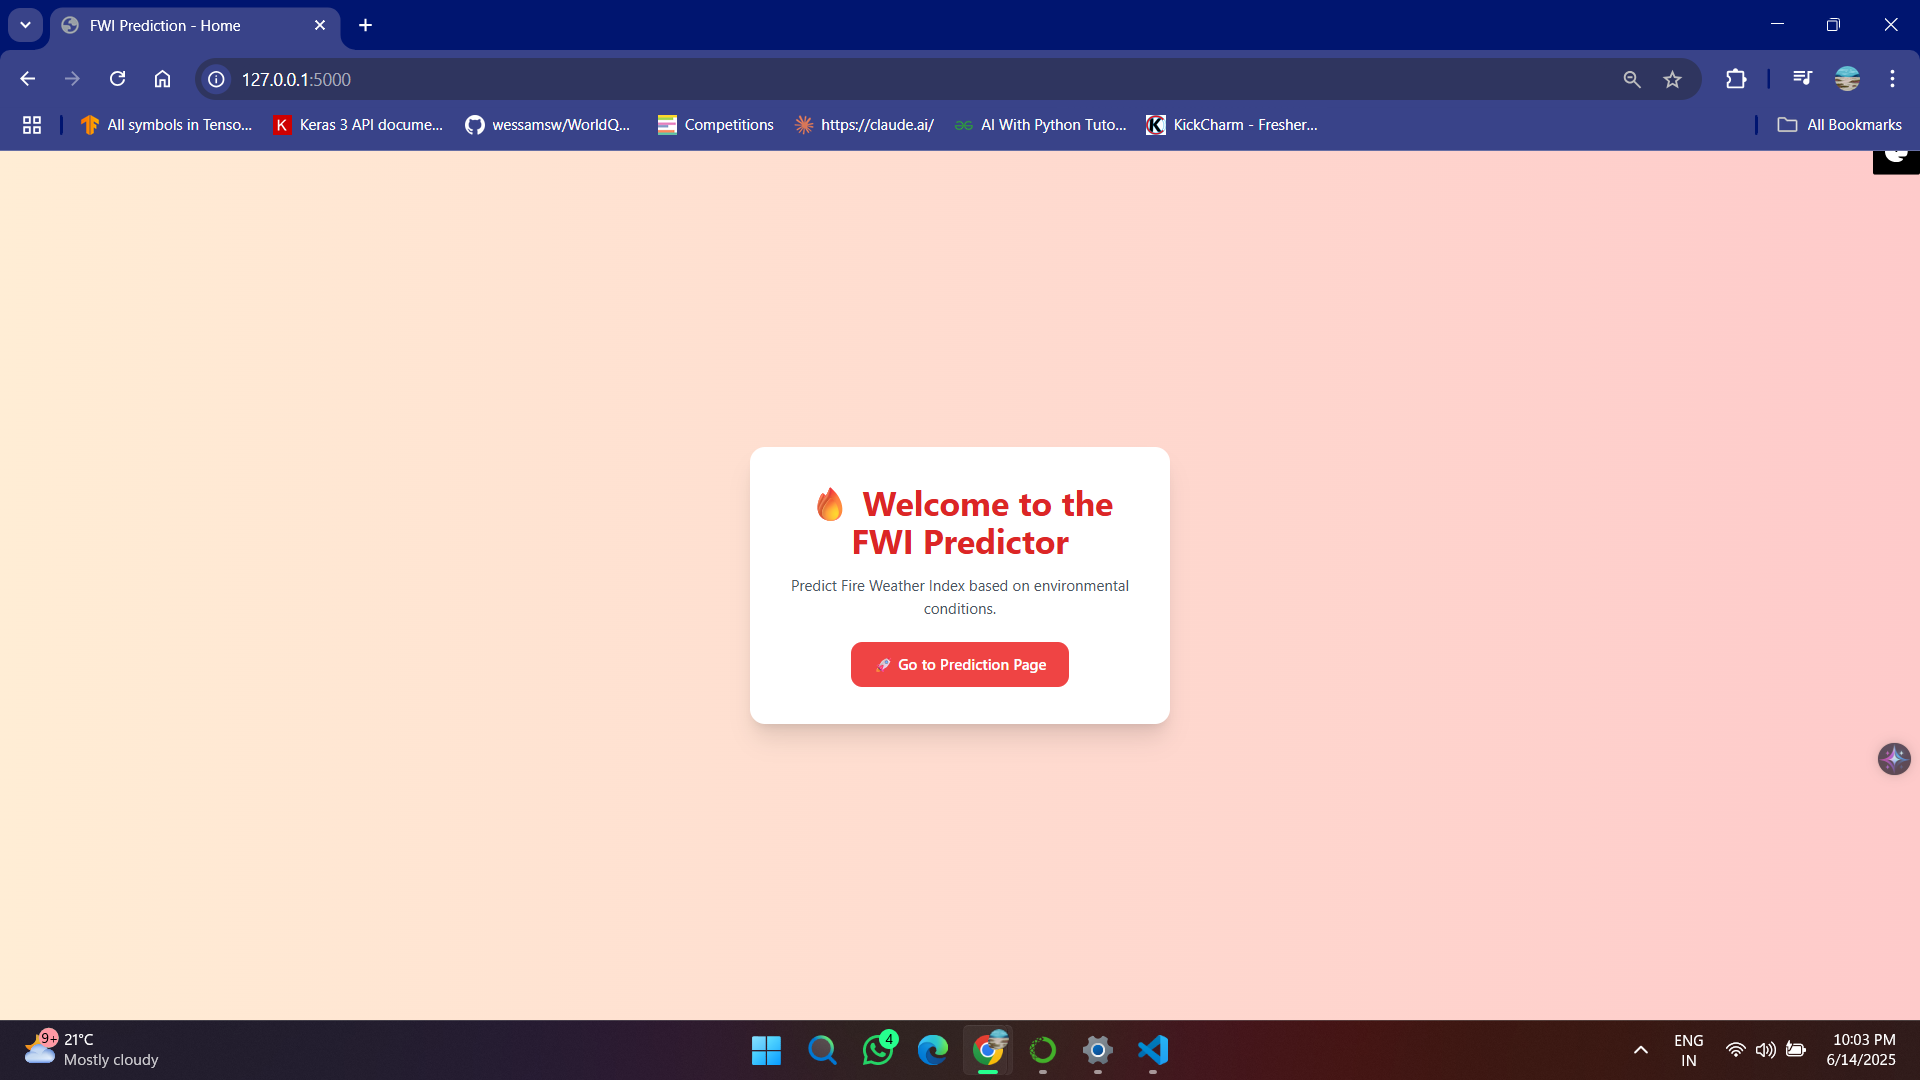 FWI Prediction - Home
127.0.0.1:5000
All symbols in Tenso...
K Keras 3 API docume...
wessamsw/WorldQ...
Competitions
https://claude.ai/
AI With Python Tuto...
K KickCharm - Fresher...
All Bookmarks
Welcome to the
FWI Predictor
Predict Fire Weather Index based on environmental
conditions.
Go to Prediction Page
9+
21°C
Mostly cloudy
4
ENG
IN
10:03 PM
6/14/2025